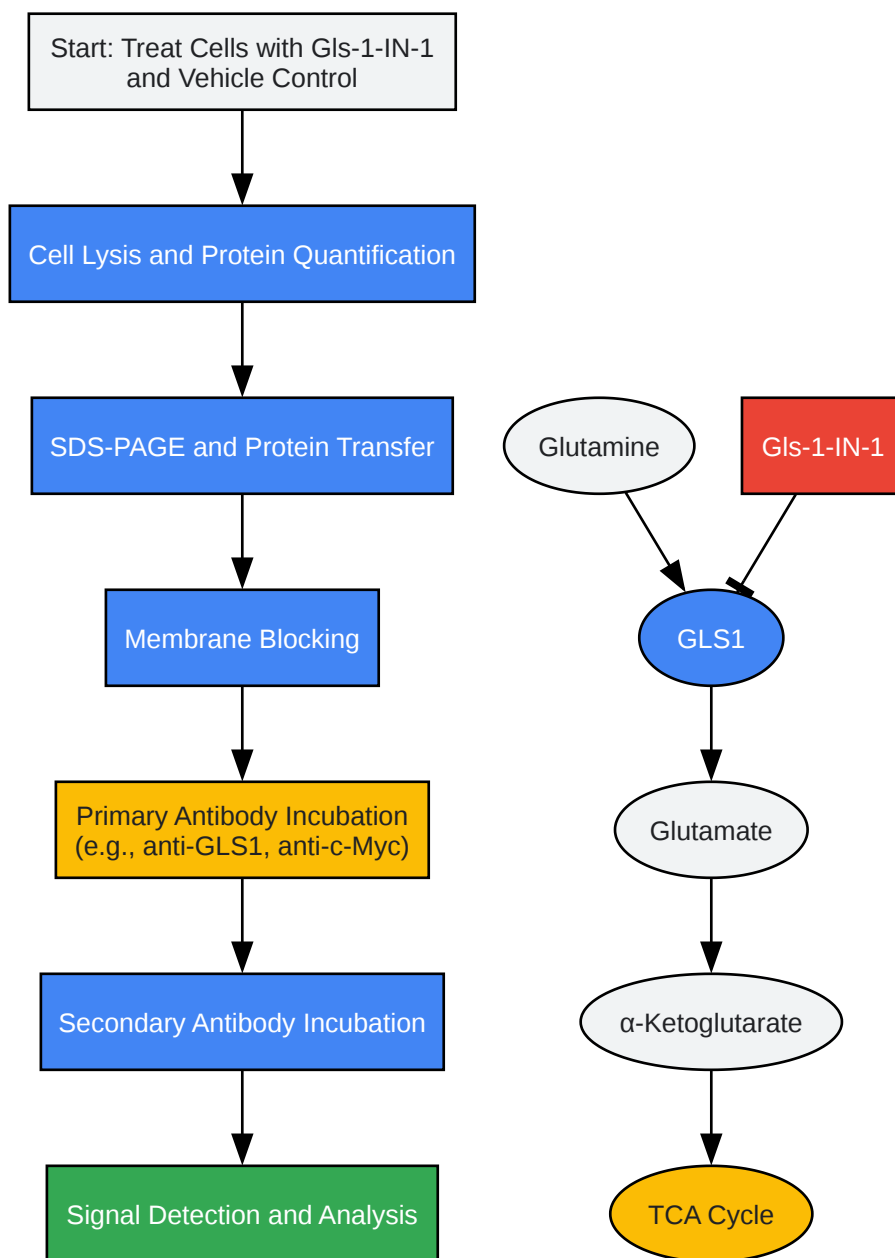 Start: Treat Cells with Gls-1-IN-1
and Vehicle Control
Cell Lysis and Protein Quantification
SDS-PAGE and Protein Transfer
Membrane Blocking
Primary Antibody Incubation
(e.g., anti-GLS1, anti-c-Myc)
Secondary Antibody Incubation
Signal Detection and Analysis
Glutamine
Gls-1-IN-1
GLS1
Glutamate
α-Ketoglutarate
TCA Cycle